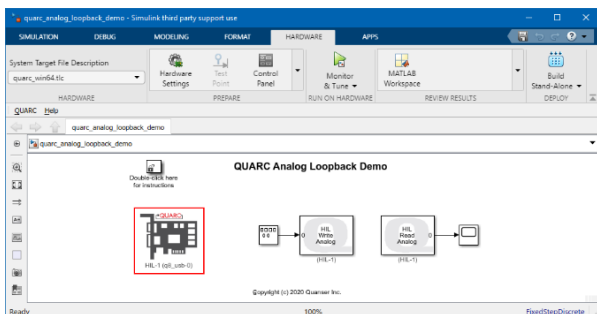 quarc_analog_loopback_demo - Simulink third party support use
SIMULATION DEBUG MODELING FORMAT HARDWARE APPS
System Target File Description
quarc_win64.tlc
Hardware Settings
Test Point
Control Panel
Monitor & Tune
MATLAB Workspace
Build Stand-Alone
HARDWARE PREPARE RUN ON HARDWARE REVIEW RESULTS DEPLOY
QUARC Help
quarc_analog_loopback_demo
quarc_analog_loopback_demo
Double-click here
for instructions
QUARC Analog Loopback Demo
QUARC
HIL-1 (q8_usb-0)
0
HIL
Write
Analog
(HIL-1)
HIL
Read
Analog
0
(HIL-1)
Copyright (c) 2020 Quanser Inc.
Ready 100% FixedStepDiscrete